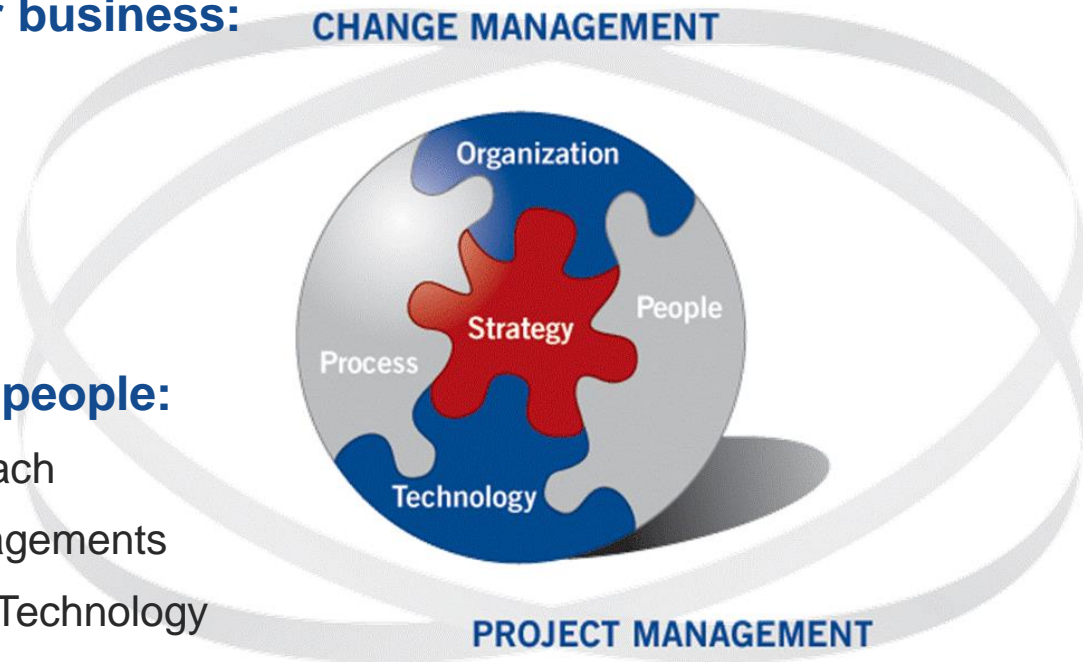 r business:
CHANGE MANAGEMENT
Organization
People
Strategy
Process
people:
ach
Technology
agements
Technology
PROJECT MANAGEMENT